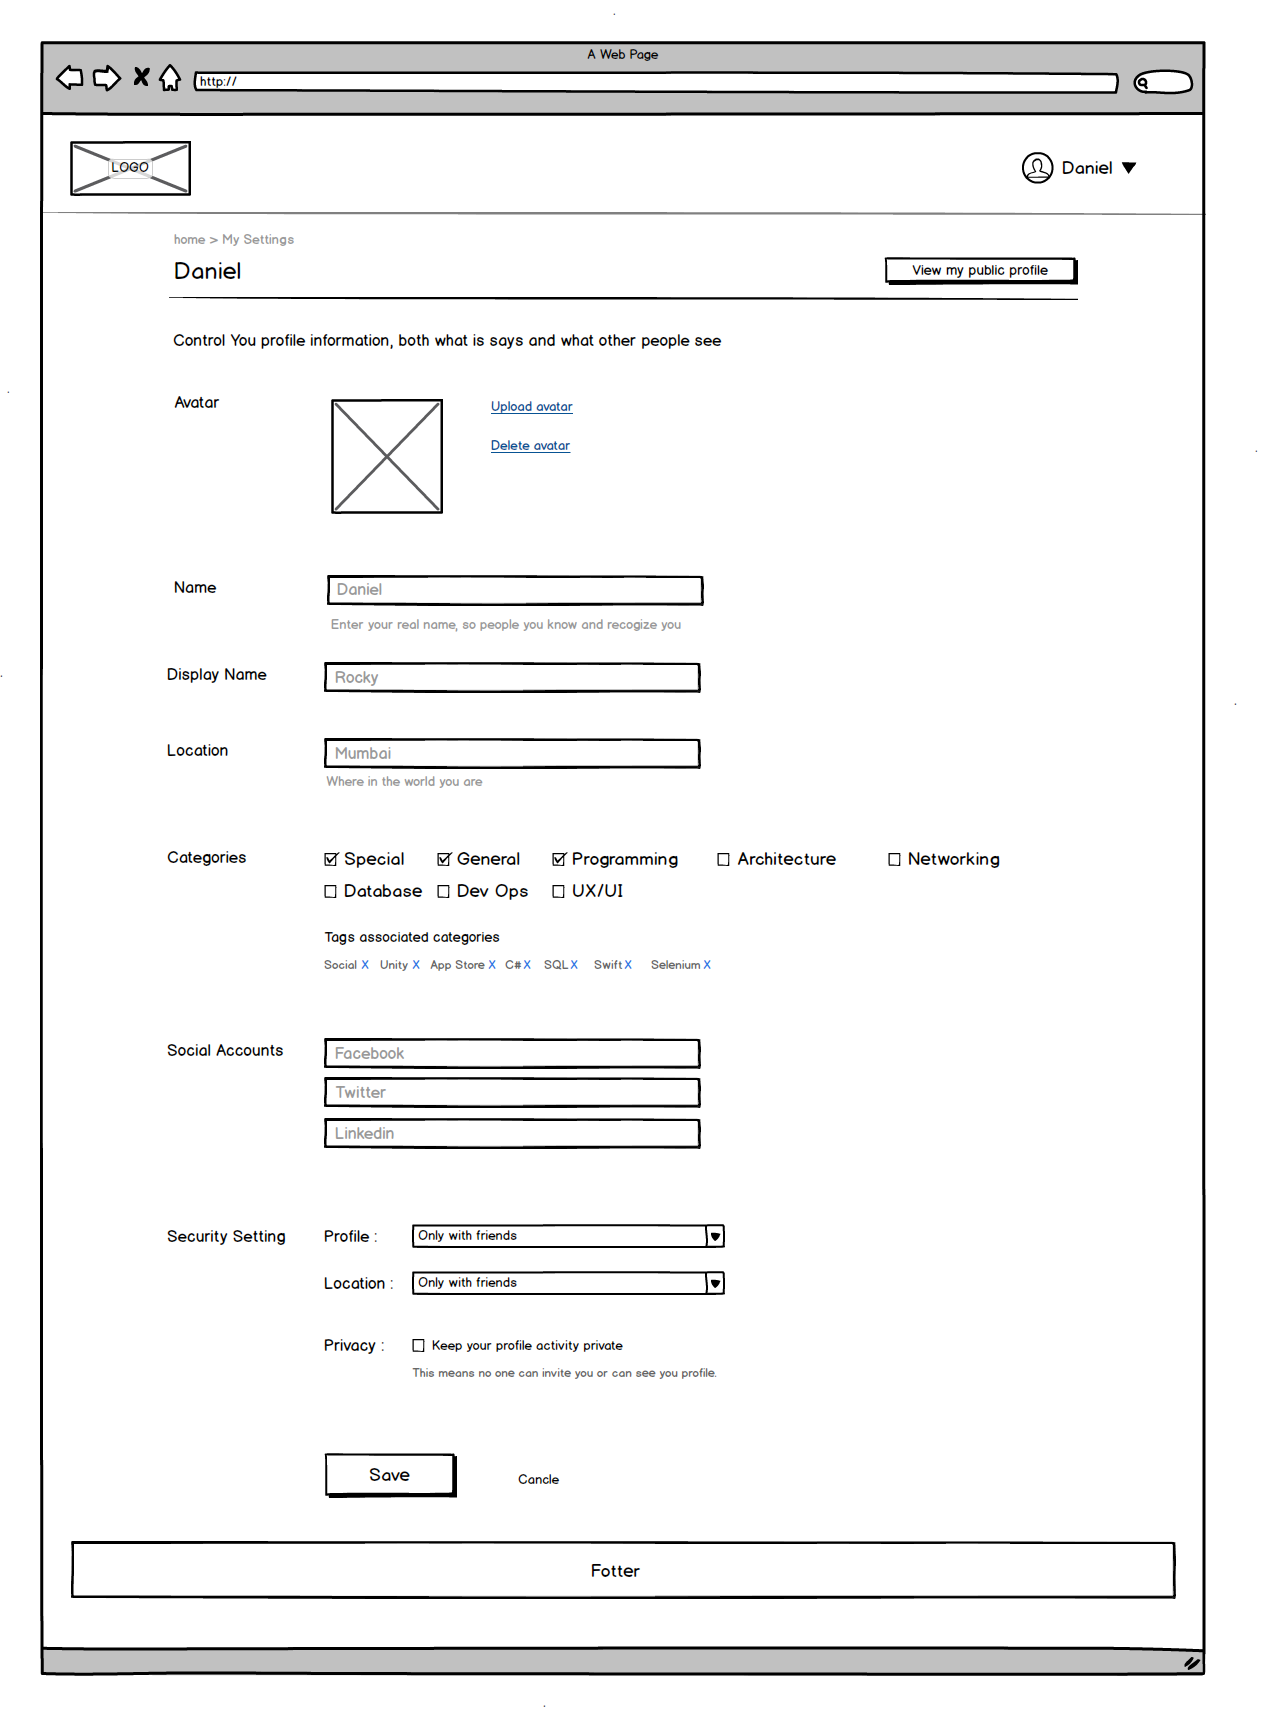 A Web Page
http://
LOGO
Daniel
home > My Settings
Daniel
View my public profile
Control You profile information, both what is says and what other people see
Avatar
Upload avatar
Delete avatar
Name
Daniel
Enter your real name, so people you know and recogize you
Display Name
Rocky
Location
Mumbai
Where in the world you are
Categories
Special General Programming Architecture Networking
Database Dev Ops UX/UI
Tags associated categories
Social X Unity X App Store X C# X SQL X Swift X Selenium X
Social Accounts
Facebook
Twitter
Linkedin
Security Setting
Profile : Only with friends
Location : Only with friends
Privacy : Keep your profile activity private
This means no one can invite you or can see you profile.
Save
Cancle
Fotter